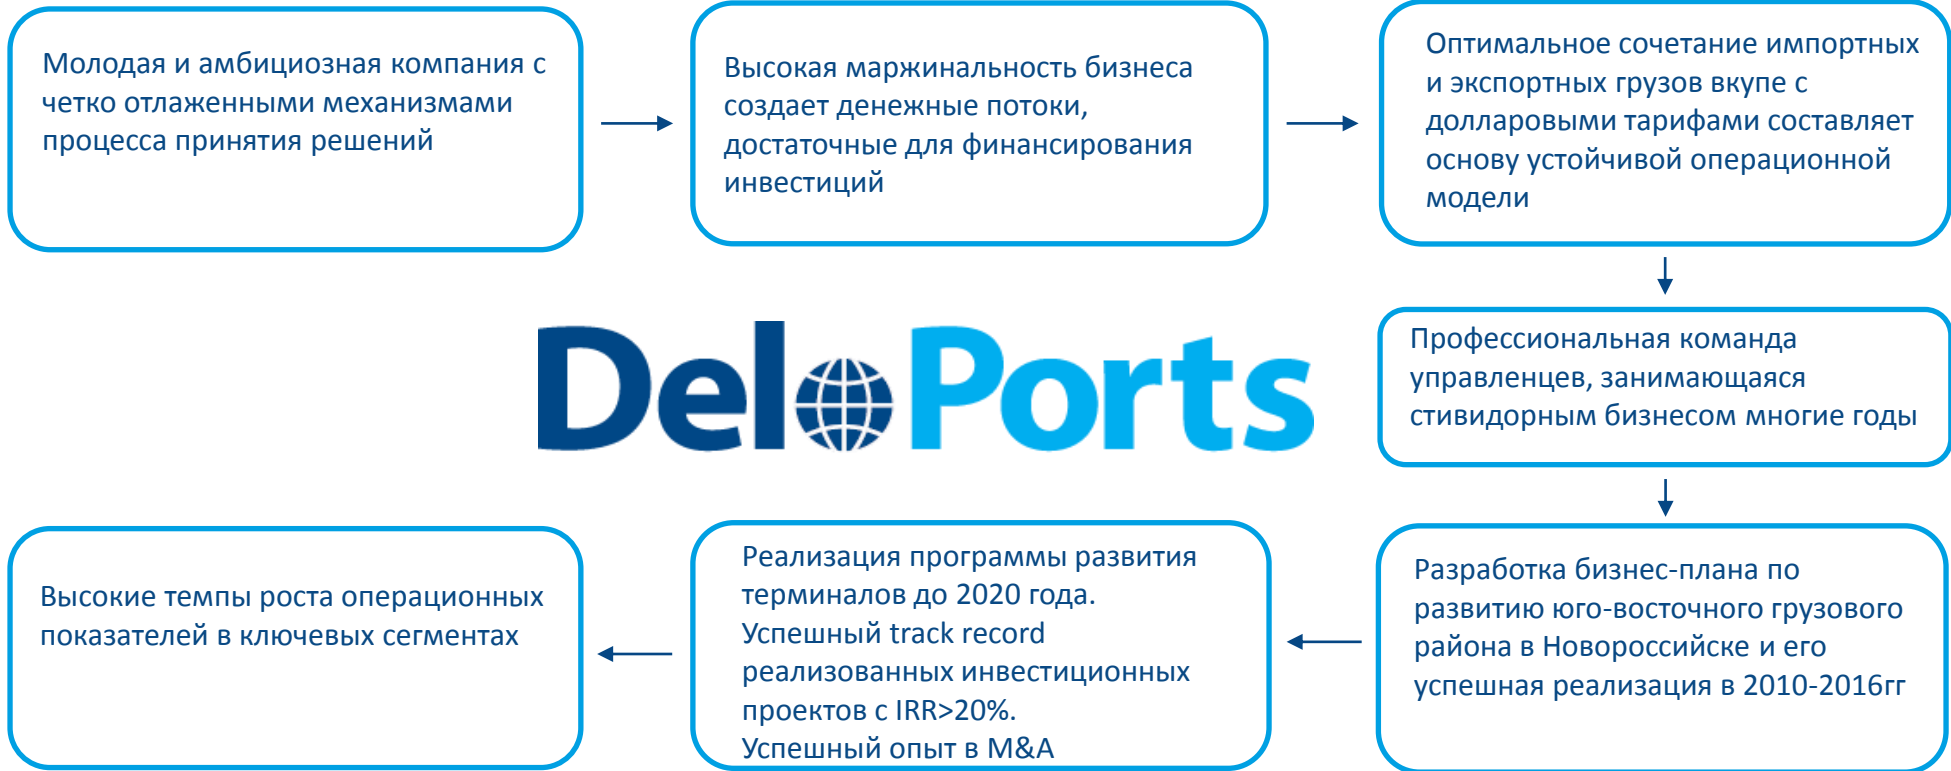 Молодая и амбициозная компания с
четко отлаженными механизмами
процесса принятия решений
Высокая маржинальность бизнеса
создает денежные потоки,
достаточные для финансирования
инвестиций
Оптимальное сочетание импортных
и экспортных грузов вкупе с
долларовыми тарифами составляет
основу устойчивой операционной
модели
DeloPorts
Профессиональная команда
управленцев, занимающаяся
стивидорным бизнесом многие годы
Разработка бизнес-плана по
развитию юго-восточного грузового
района в Новороссийске и его
успешная реализация в 2010-2016гг
Реализация программы развития
терминалов до 2020 года.
Успешный track record
реализованных инвестиционных
проектов с IRR>20%.
Успешный опыт в M&A
Высокие темпы роста операционных
показателей в ключевых сегментах